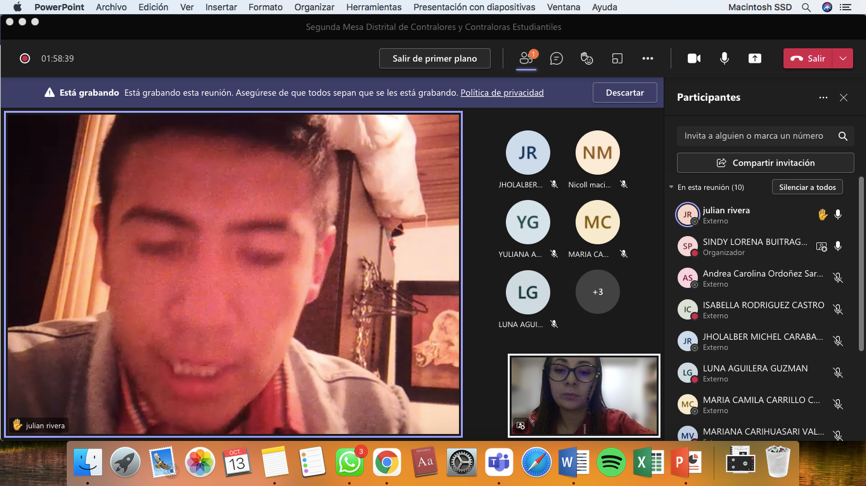 PowerPoint Archivo Edición Ver Insertar Formato Organizar Herramientas Presentación con diapositivas Ventana Ayuda Macintosh SSD
Segunda Mesa Distrital de Contralores y Contraloras Estudiantiles
01:58:39
Salir de primer plano
1
Salir
Está grabando Está grabando esta reunión. Asegúrese de que todos sepan que se les está grabando. Política de privacidad
Descartar
JR
JHOLALBER...
NM
Nicoll maci...
YG
YULIANA A...
MC
MARIA CA...
LG
LUNA AGUI...
+3
julian rivera
Participantes
Invita a alguien o marca un número
Compartir invitación
En esta reunión (10)
Silenciar a todos
JR
julian rivera
Externo
SP
SINDY LORENA BUITRAG...
Organizador
AS
Andrea Carolina Ordoñez Sar...
Externo
IC
ISABELLA RODRIGUEZ CASTRO
Externo
JR
JHOLALBER MICHEL CARABA...
Externo
LG
LUNA AGUILERA GUZMAN
Externo
MC
MARIA CAMILA CARRILLO C...
Externo
MV
MARIANA CARIHUASARI VAL...
OCT
13
3
Aa